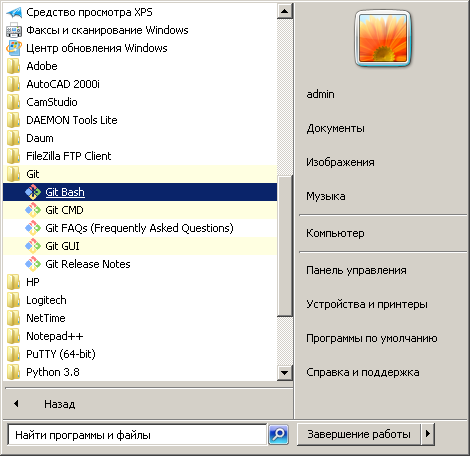 Средство просмотра XPS
Факсы и сканирование Windows
Центр обновления Windows
Adobe
AutoCAD 2000i
CamStudio
DAEMON Tools Lite
Daum
FileZilla FTP Client
Git
Git Bash
Git CMD
Git FAQs (Frequently Asked Questions)
Git GUI
Git Release Notes
HP
Logitech
NetTime
Notepad++
PuTTY (64-bit)
Python 3.8
Назад
Найти программы и файлы
admin
Документы
Изображения
Музыка
Компьютер
Панель управления
Устройства и принтеры
Программы по умолчанию
Справка и поддержка
Завершение работы